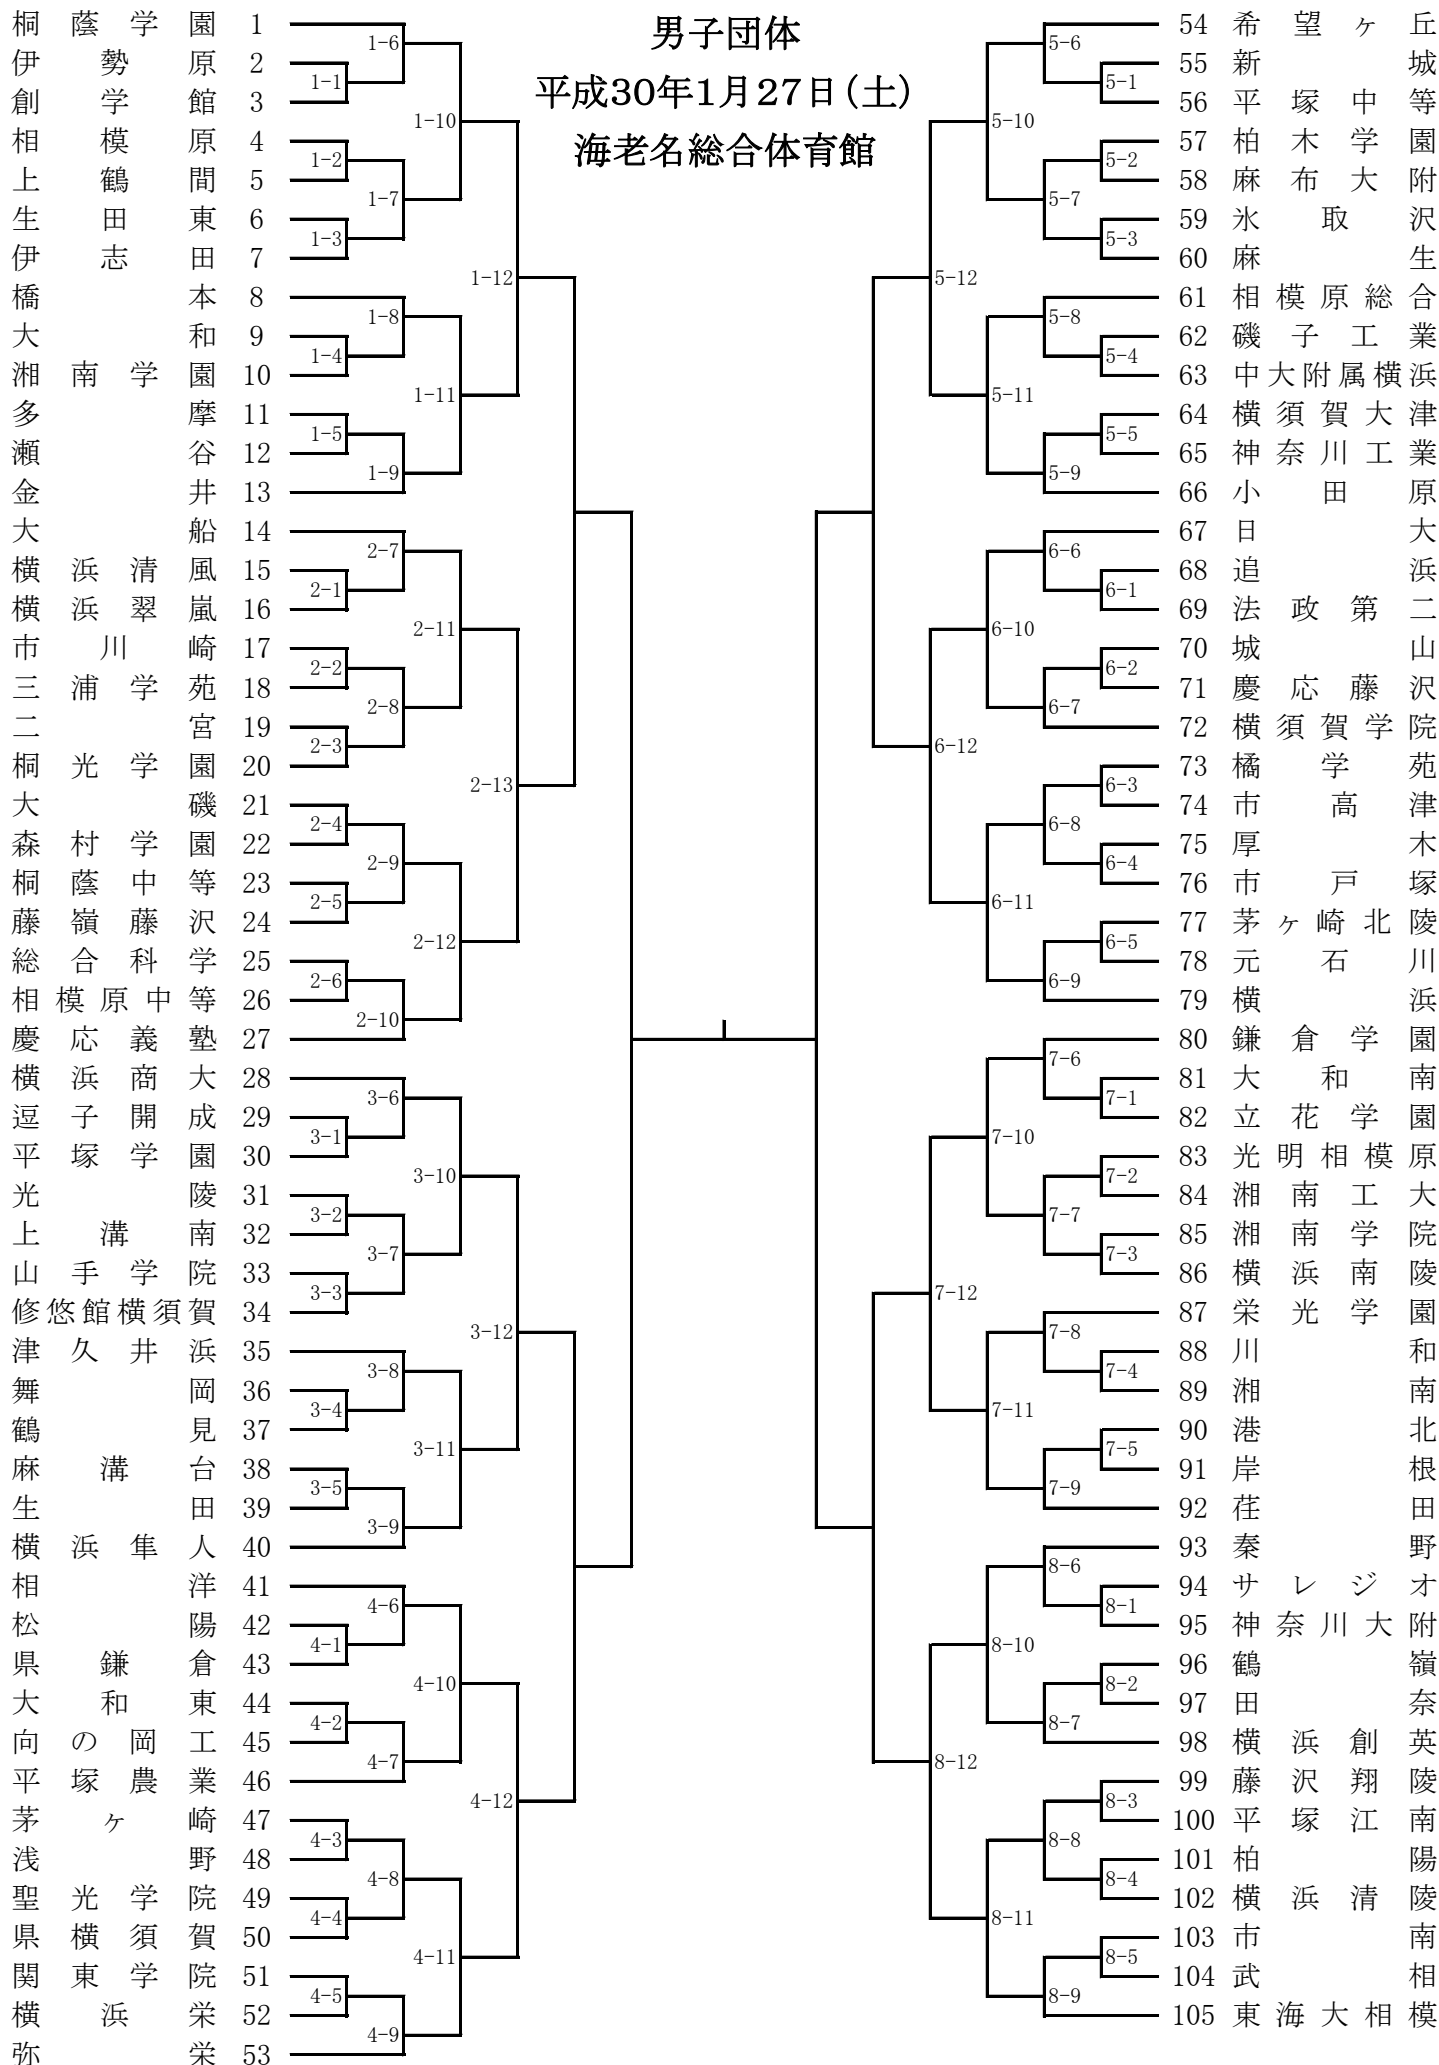 男子団体
平成30年1月27日(土)
海老名総合体育館
桐蔭学園 1
1-6
伊勢原 2
1-1
創学館 3
1-10
相模原 4
1-2
上鶴間 5
1-7
生田東 6
1-3
伊志田 7
1-12
橋本 8
1-8
大和 9
1-4
湘南学園 10
1-11
多摩 11
1-5
瀬谷 12
1-9
金井 13
大船 14
2-7
横浜清風 15
2-1
横浜翠嵐 16
2-11
市川崎 17
2-2
三浦学苑 18
2-8
二宮 19
2-3
桐光学園 20
2-13
大磯 21
2-4
森村学園 22
2-9
桐蔭中等 23
2-5
藤嶺藤沢 24
2-12
総合科学 25
2-6
相模原中等 26
2-10
慶応義塾 27
横浜商大 28
3-6
逗子開成 29
3-1
平塚学園 30
3-10
光陵 31
3-2
上溝南 32
3-7
山手学院 33
3-3
修悠館横須賀 34
3-12
津久井浜 35
3-8
舞岡 36
3-4
鶴見 37
3-11
麻溝台 38
3-5
生田 39
3-9
横浜隼人 40
相洋 41
4-6
松陽 42
4-1
県鎌倉 43
4-10
大和東 44
4-2
向の岡工 45
4-7
平塚農業 46
4-12
茅ヶ崎 47
4-3
浅野 48
4-8
聖光学院 49
4-4
県横須賀 50
4-11
関東学院 51
4-5
横浜栄 52
4-9
弥栄 53
54 希望ヶ丘
5-6
55 新城
5-1
56 平塚中等
5-10
57 柏木学園
5-2
58 麻布大附
5-7
59 氷取沢
5-3
60 麻生
5-12
61 相模原総合
5-8
62 磯子工業
5-4
63 中大附属横浜
5-11
64 横須賀大津
5-5
65 神奈川工業
5-9
66 小田原
67 日大
6-6
68 追浜
6-1
69 法政第二
6-10
70 城山
6-2
71 慶応藤沢
6-7
72 横須賀学院
6-12
73 橘学苑
6-3
74 市高津
6-8
75 厚木
6-4
76 市戸塚
6-11
77 茅ヶ崎北陵
6-5
78 元石川
6-9
79 横浜
80 鎌倉学園
7-6
81 大和南
7-1
82 立花学園
7-10
83 光明相模原
7-2
84 湘南工大
7-7
85 湘南学院
7-3
86 横浜南陵
7-12
87 栄光学園
7-8
88 川和
7-4
89 湘南
7-11
90 港北
7-5
91 岸根
7-9
92 荏田
93 秦野
8-6
94 サレジオ
8-1
95 神奈川大附
8-10
96 鶴嶺
8-2
97 田奈
8-7
98 横浜創英
8-12
99 藤沢翔陵
8-3
100 平塚江南
8-8
101 柏陽
8-4
102 横浜清陵
8-11
103 市南
8-5
104 武相
8-9
105 東海大相模